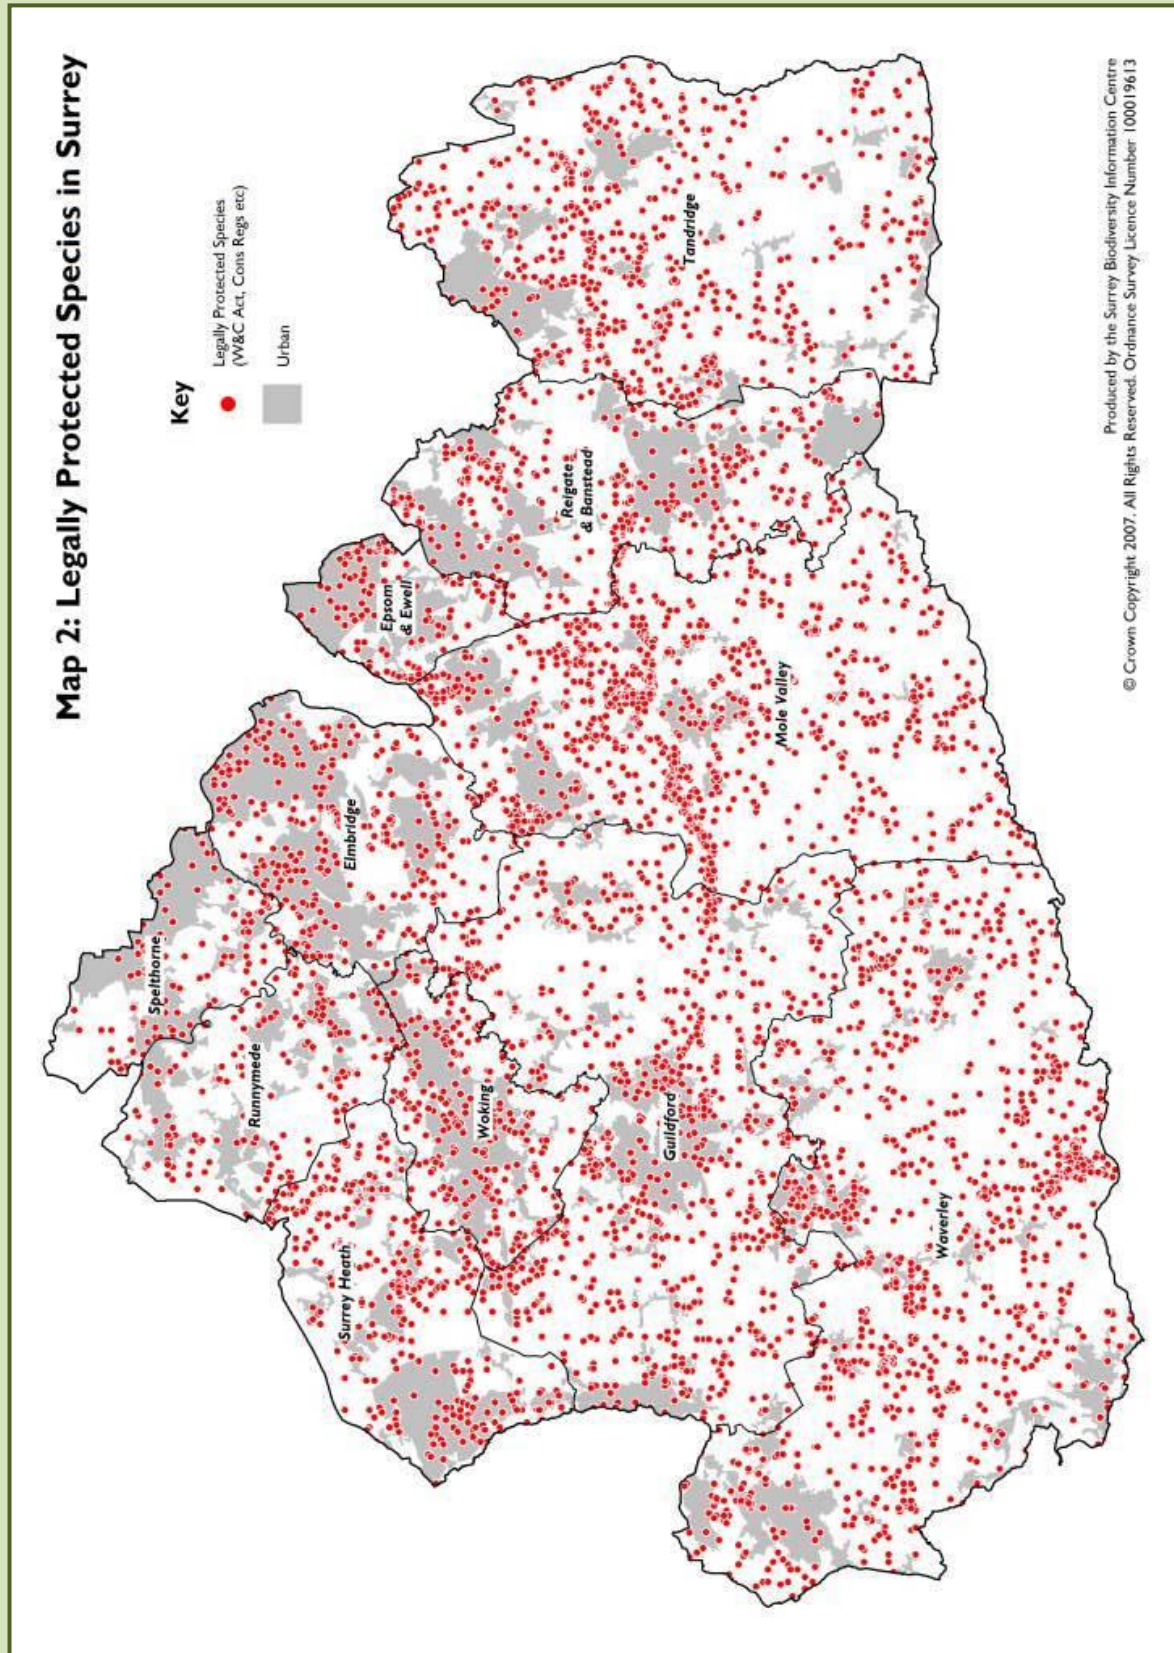 Map 2: Legally Protected Species in Surrey
Key
Legally Protected Species
(W&C Act, Cons Regs etc)
Urban
Spelthorne
Runnymede
Elmbridge
Epsom
& Ewell
Surrey Heath
Woking
Reigate
& Banstead
Tandridge
Guildford
Mole Valley
Waverley
Produced by the Surrey Biodiversity Information Centre
© Crown Copyright 2007. All Rights Reserved. Ordnance Survey Licence Number 100019613